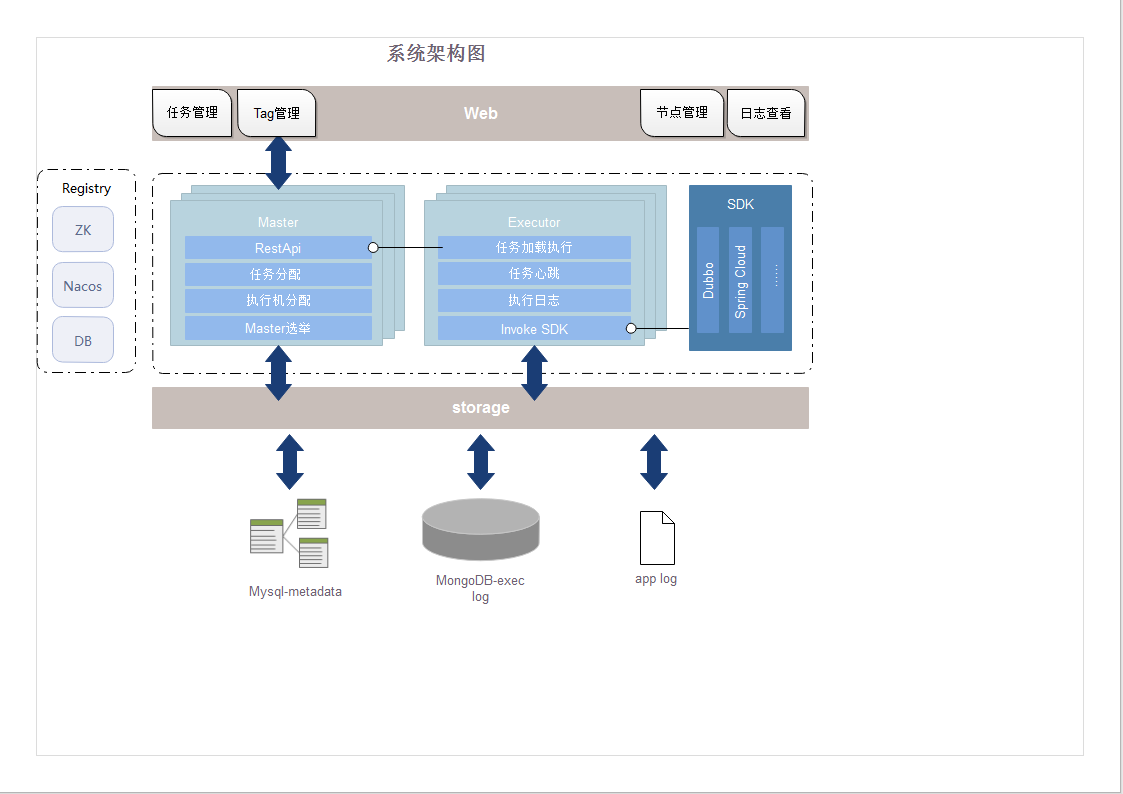 系统架构图
任务管理
Tag管理
Web
节点管理
日志查看
Registry
ZK
Nacos
DB
Master
RestApi
任务分配
执行机分配
Master选举
Executor
任务加载执行
任务心跳
执行日志
Invoke SDK
SDK
Dubbo
Spring Cloud
......
storage
Mysql-metadata
MongoDB-exec
log
app log